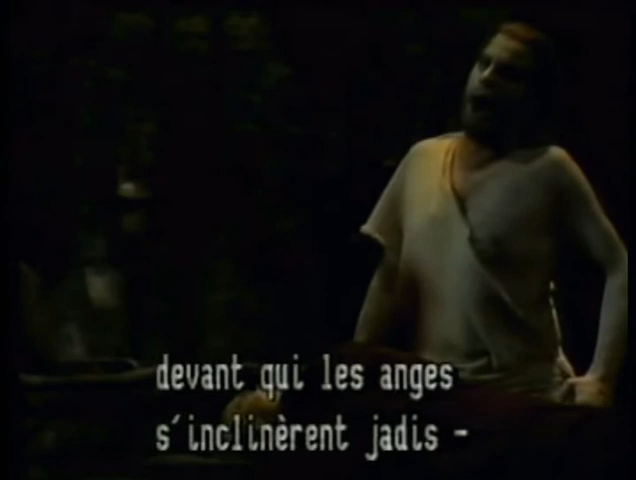 devant qui les anges
s'inclinèrent jadis -